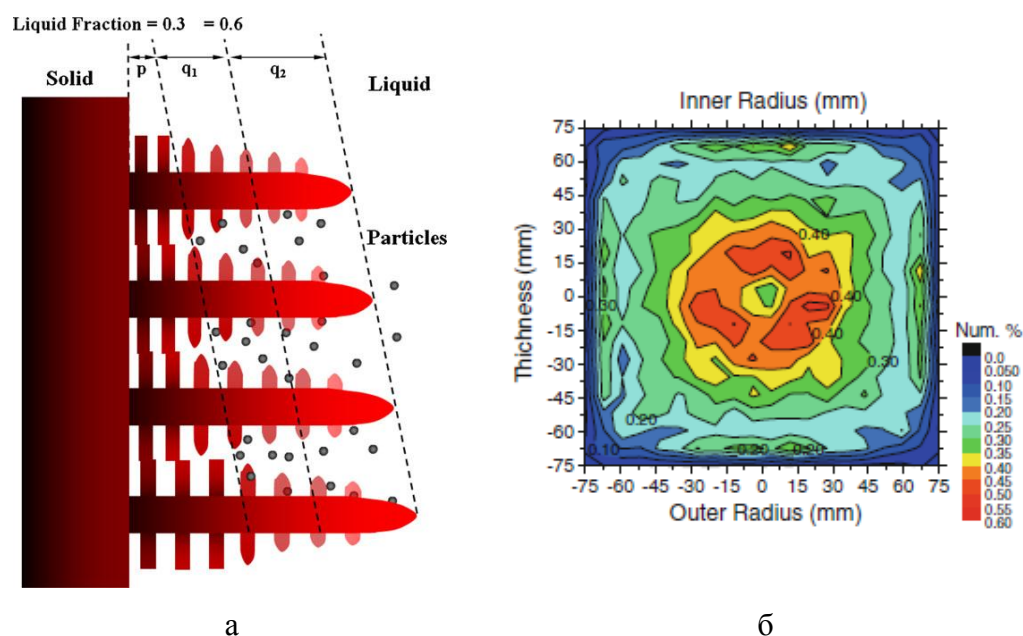 Liquid Fraction = 0.3 = 0.6
p q₁ q₂
Solid
Liquid
Particles
а
Inner Radius (mm)
Thichness (mm)
75
60
45
30
15
0
-15
-30
-45
-60
-75
0.40
0.40
0.30
0.40
0.30
0.20
0.10
0.20
0.20
-75 -60 -45 -30 -15 0 15 30 45 60 75
Outer Radius (mm)
Num. %
0.0
0.050
0.10
0.15
0.20
0.25
0.30
0.35
0.40
0.45
0.50
0.55
0.60
б